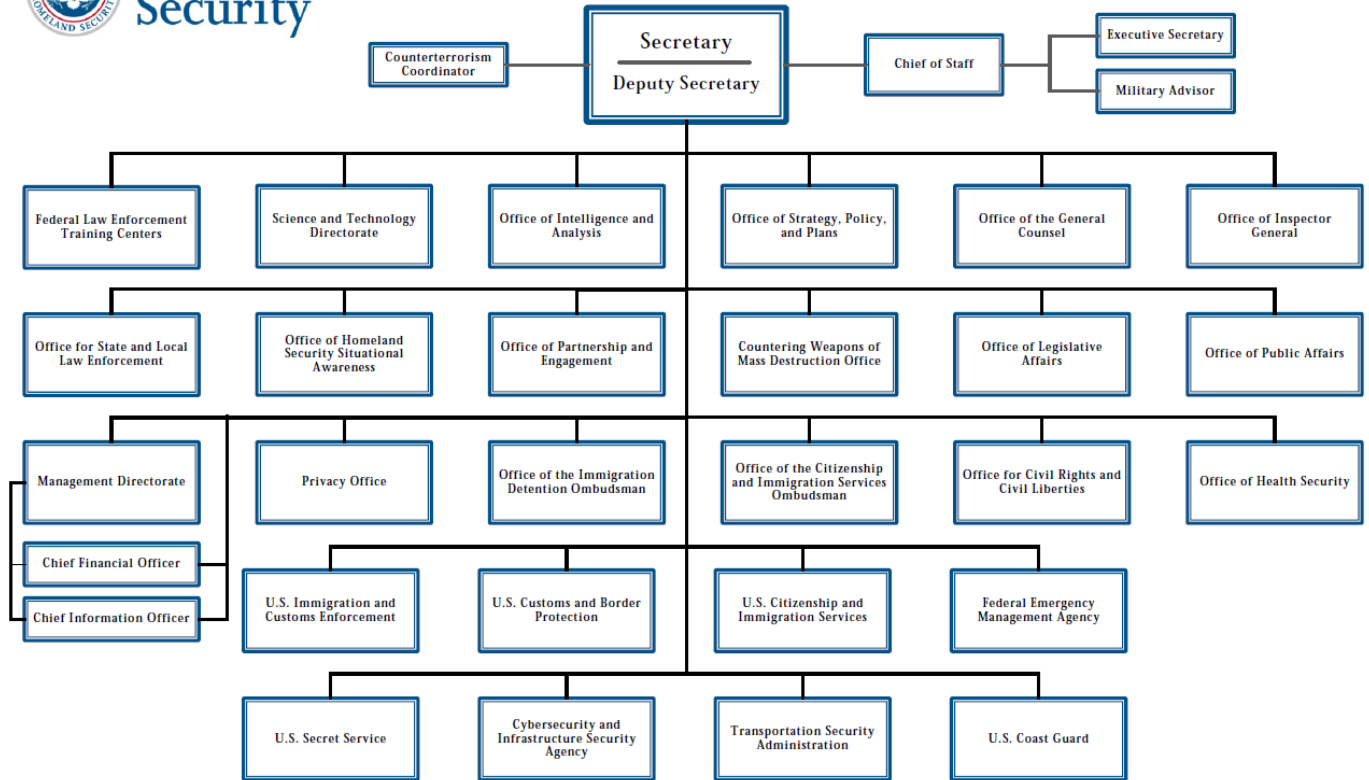 HOMELAND SECURITY
Security
Secretary
Deputy Secretary
Counterterrorism
Coordinator
Chief of Staff
Executive Secretary
Military Advisor
Federal Law Enforcement
Training Centers
Science and Technology
Directorate
Office of Intelligence and
Analysis
Office of Strategy, Policy,
and Plans
Office of the General
Counsel
Office of Inspector
General
Office for State and Local
Law Enforcement
Office of Homeland
Security Situational
Awareness
Office of Partnership and
Engagement
Countering Weapons of
Mass Destruction Office
Office of Legislative
Affairs
Office of Public Affairs
Management Directorate
Privacy Office
Office of the Immigration
Detention Ombudsman
Office of the Citizenship
and Immigration Services
Ombudsman
Office for Civil Rights and
Civil Liberties
Office of Health Security
Chief Financial Officer
Chief Information Officer
U.S. Immigration and
Customs Enforcement
U.S. Customs and Border
Protection
U.S. Citizenship and
Immigration Services
Federal Emergency
Management Agency
U.S. Secret Service
Cybersecurity and
Infrastructure Security
Agency
Transportation Security
Administration
U.S. Coast Guard